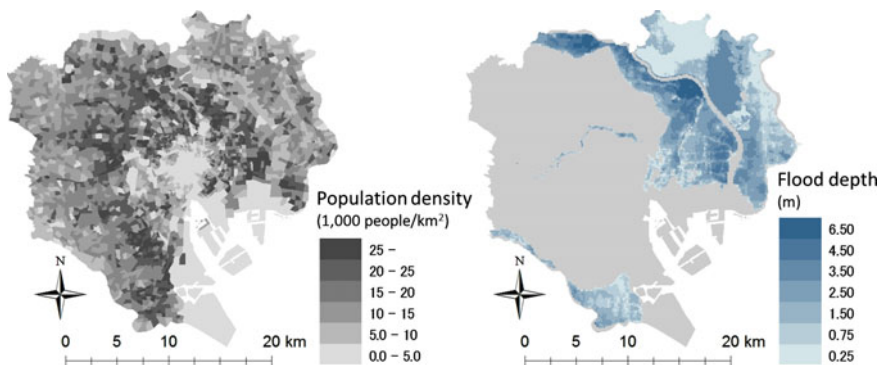 Population density
(1,000 people/km²)
25 -
20 - 25
15 - 20
10 - 15
5.0 - 10
0.0 - 5.0
N
0 5 10 20 km
Flood depth
(m)
6.50
4.50
3.50
2.50
1.50
0.75
0.25
N
0 5 10 20 km